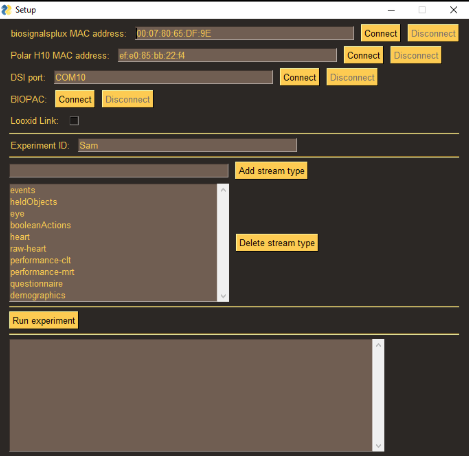 Setup
biosignalsplux MAC address: 00:07:80:65:DF:9E Connect Disconnect
Polar H10 MAC address: ef:e0:85:bb:22:f4 Connect Disconnect
DSI port: COM10 Connect Disconnect
BIOPAC: Connect Disconnect
Looxid Link:
Experiment ID: Sam
Add stream type
events
heldObjects
eye
booleanActions
heart
raw-heart
performance-clt
performance-mrt
questionnaire
demographics
Delete stream type
Run experiment